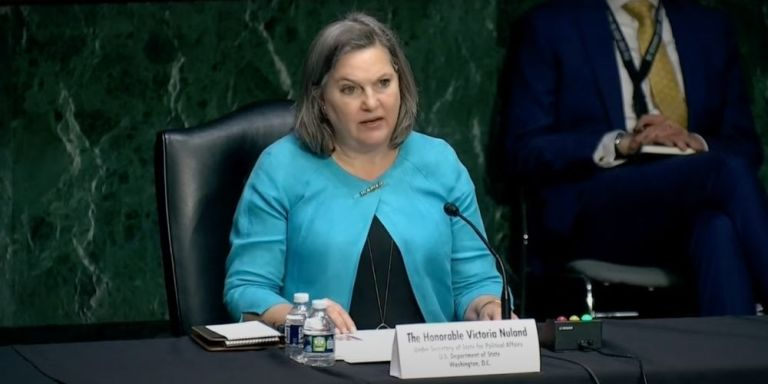 The Honorable Victoria Nuland
Under Secretary of State for Political Affairs
U.S. Department of State
Washington, D.C.